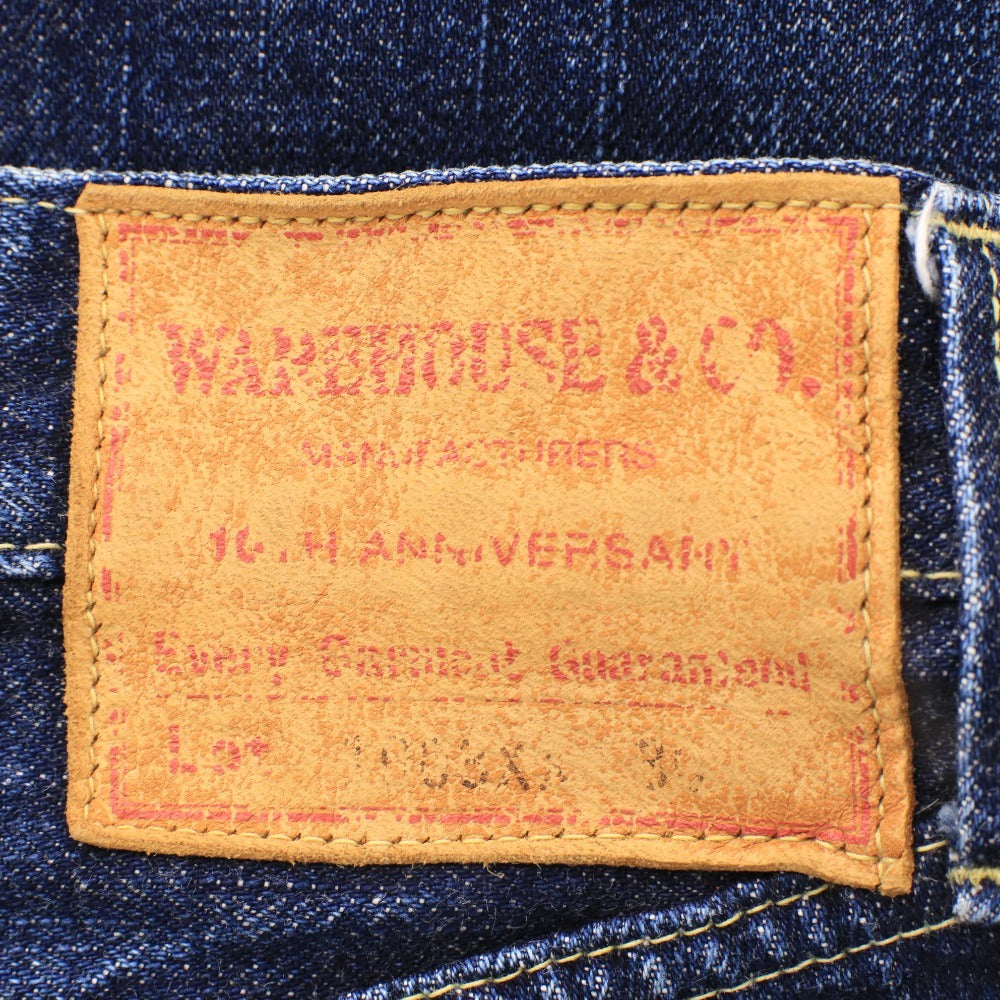 WAREHOUSE & CO.
MANUFACTURERS
10TH ANNIVERSARY
Every Garment Guaranteed
Lot